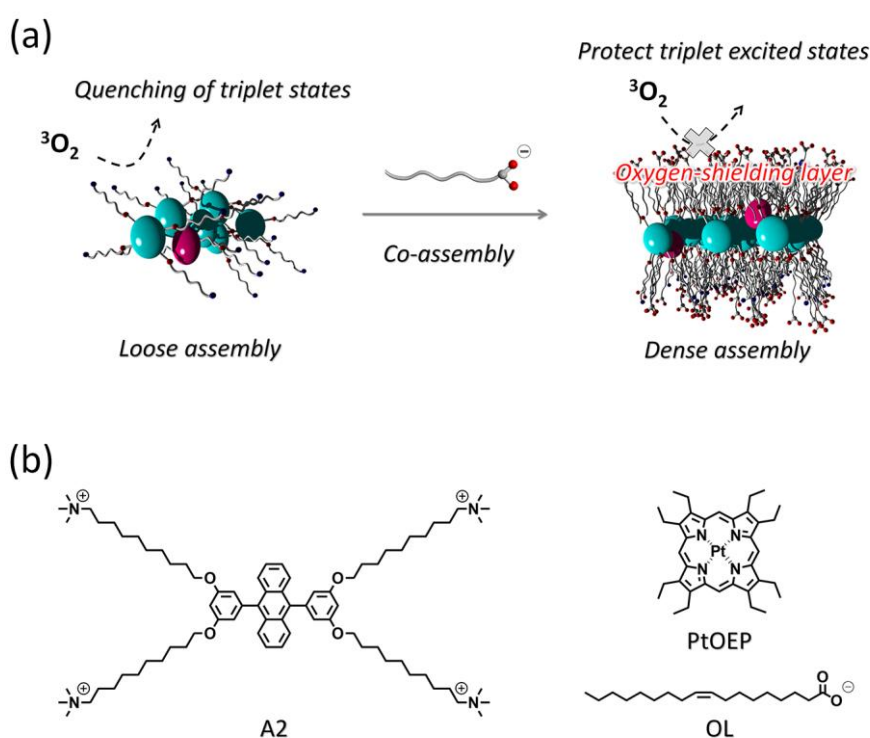 (a)
Protect triplet excited states
Quenching of triplet states
³O₂
³O₂
⊖
Oxygen-shielding layer
Co-assembly
Loose assembly
Dense assembly
(b)
N ⊕
⊕ N
O
O
O
O
N ⊕
⊕ N
A2
N
N
Pt
N
N
PtOEP
O
O ⊖
OL